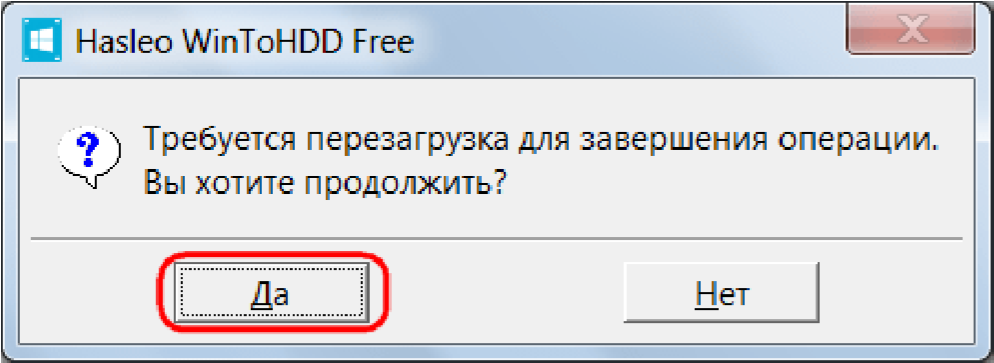 Hasleo WinToHDD Free
Требуется перезагрузка для завершения операции.
Вы хотите продолжить?
Да
Нет